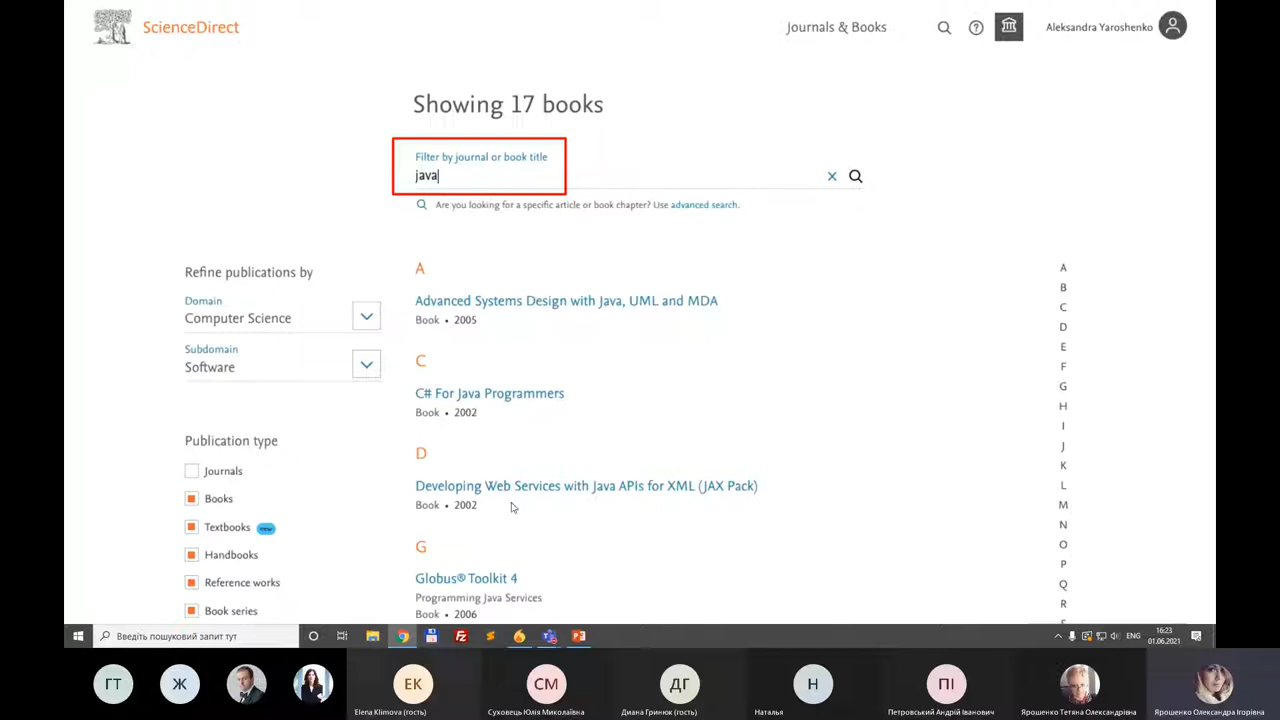 ScienceDirect
Journals & Books
Aleksandra Yaroshenko
Showing 17 books
Filter by journal or book title
java
Are you looking for a specific article or book chapter? Use advanced search.
Refine publications by
Domain
Computer Science
Subdomain
Software
Publication type
Journals
Books
Textbooks
Handbooks
Reference works
Book series
A
Advanced Systems Design with Java, UML and MDA
Book • 2005
C
C# For Java Programmers
Book • 2002
D
Developing Web Services with Java APIs for XML (JAX Pack)
Book • 2002
G
Globus® Toolkit 4
Programming Java Services
Book • 2006
A
B
C
D
E
F
G
H
I
J
K
L
M
N
O
P
Q
R
Введіть пошуковий запит тут
ENG
16:23
01.06.2021
ГТ
Ж
ЕК
СМ
ДГ
Н
ПІ
Elena Klimova (гость)
Суховець Юлія Миколаївна
Диана Гринюк (гость)
Наталья
Петровський Андрій Іванович
Ярошенко Тетяна Олександрівна
Ярошенко Олександра Ігорівна